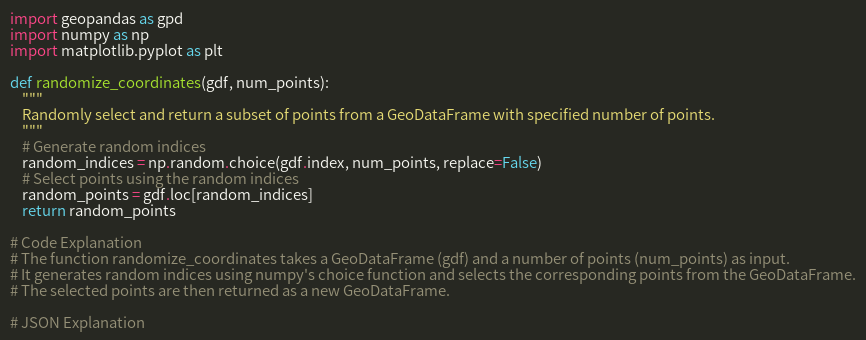 import geopandas as gpd
import numpy as np
import matplotlib.pyplot as plt

def randomize_coordinates(gdf, num_points):
    """
    Randomly select and return a subset of points from a GeoDataFrame with specified number of points.
    """
    # Generate random indices
    random_indices = np.random.choice(gdf.index, num_points, replace=False)
    # Select points using the random indices
    random_points = gdf.loc[random_indices]
    return random_points

# Code Explanation
# The function randomize_coordinates takes a GeoDataFrame (gdf) and a number of points (num_points) as input.
# It generates random indices using numpy's choice function and selects the corresponding points from the GeoDataFrame.
# The selected points are then returned as a new GeoDataFrame.

# JSON Explanation